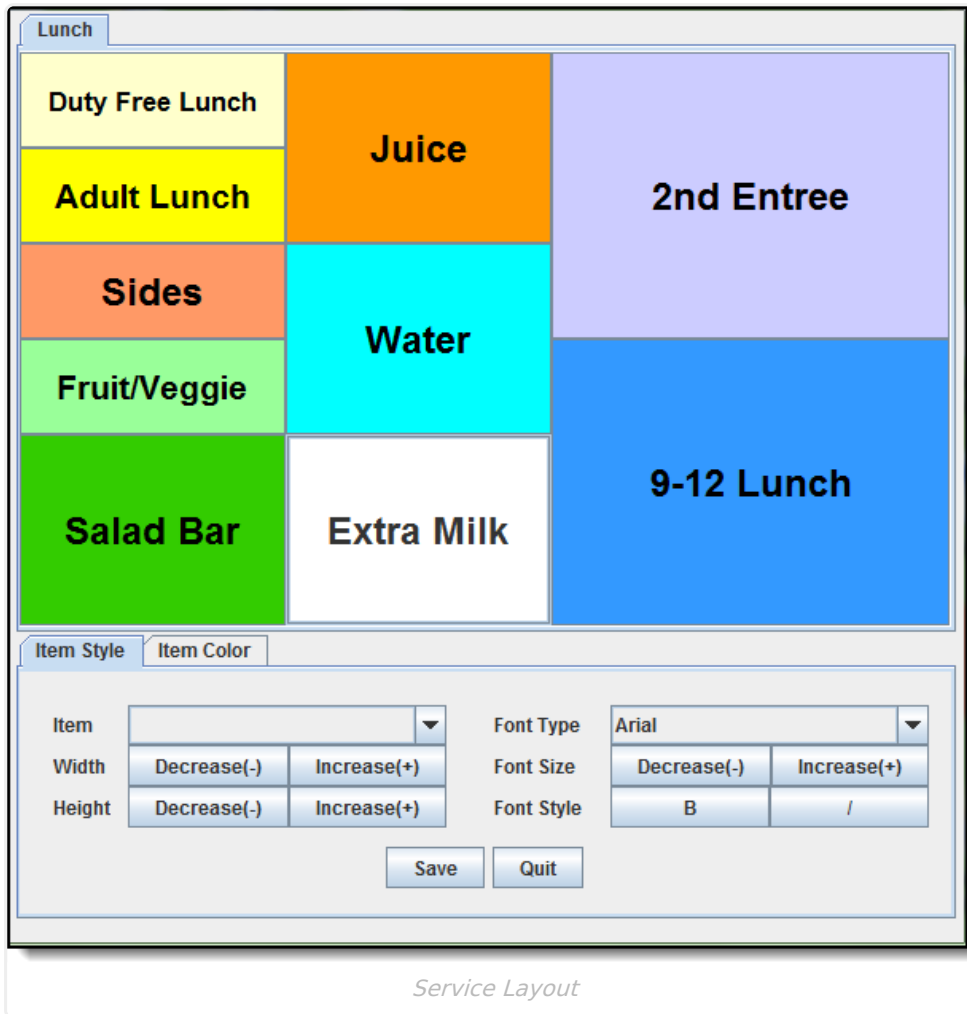 Lunch
Duty Free Lunch
Adult Lunch
Sides
Fruit/Veggie
Salad Bar
Juice
Water
Extra Milk
2nd Entree
9-12 Lunch
Item Style Item Color
Item Font Type Arial
Width Decrease(-) Increase(+) Font Size Decrease(-) Increase(+)
Height Decrease(-) Increase(+) Font Style B /
Save Quit
Service Layout